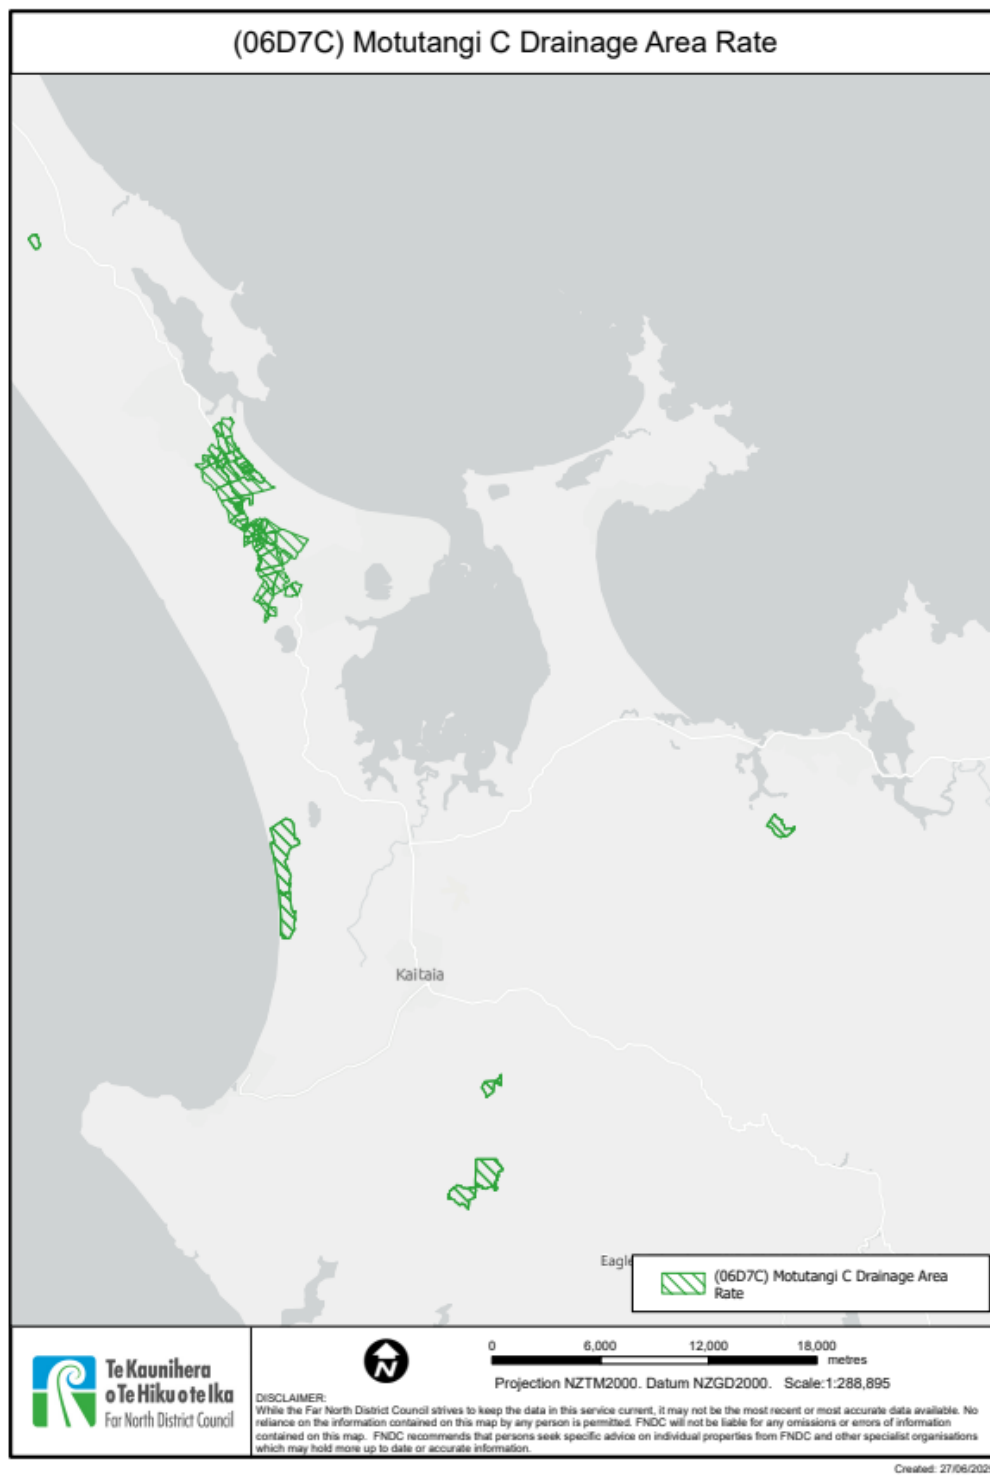 (06D7C) Motutangi C Drainage Area Rate
Kaitaia
Eagle
(06D7C) Motutangi C Drainage Area
Rate
Te Kaunihera
o Te Hiku o te Ika
Far North District Council
N
0 6,000 12,000 18,000
metres
Projection NZTM2000. Datum NZGD2000. Scale:1:288,895
DISCLAIMER:
While the Far North District Council strives to keep the data in this service current, it may not be the most recent or most accurate data available. No
reliance on the information contained on this map by any person is permitted. FNDC will not be liable for any omissions or errors of information
contained on this map. FNDC recommends that persons seek specific advice on individual properties from FNDC and other specialist organisations
which may hold more up to date or accurate information.
Created: 27/06/202